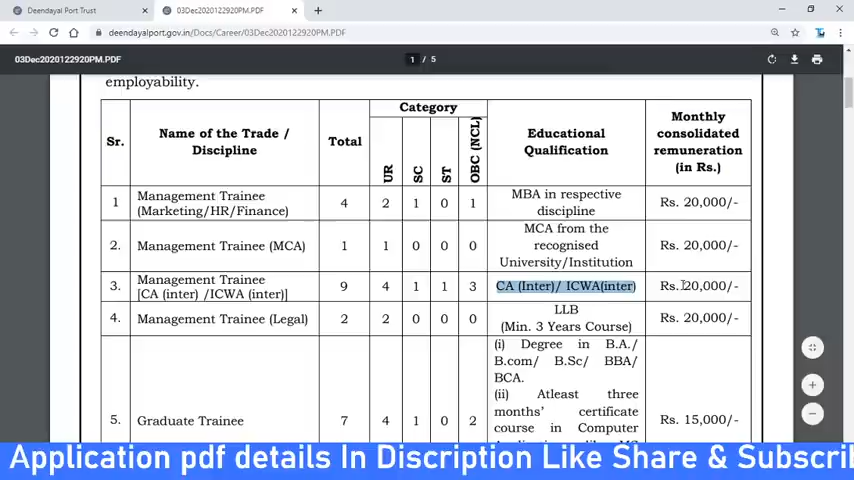 Deendayal Port Trust
03Dec2020122920PM.PDF
deendayalport.gov.in/Docs/Career/03Dec2020122920PM.PDF
03Dec2020122920PM.PDF
1 / 5
employability.
Sr.
Name of the Trade /
Discipline
Total
Category
UR
SC
ST
OBC (NCL)
Educational
Qualification
Monthly
consolidated
remuneration
(in Rs.)
1
Management Trainee
(Marketing/HR/Finance)
4
2
1
0
1
MBA in respective
discipline
Rs. 20,000/-
2.
Management Trainee (MCA)
1
1
0
0
0
MCA from the
recognised
University/Institution
Rs. 20,000/-
3.
Management Trainee
[CA (inter) /ICWA (inter)]
9
4
1
1
3
CA (Inter)/ ICWA(inter)
Rs. 20,000/-
4.
Management Trainee (Legal)
2
2
0
0
0
LLB
(Min. 3 Years Course)
Rs. 20,000/-
5.
Graduate Trainee
7
4
1
0
2
(i) Degree in B.A./
B.com/ B.Sc/ BBA/
BCA.
(ii) Atleast three
months' certificate
course in Computer
Rs. 15,000/-
Application pdf details In Discription Like Share & Subscrib